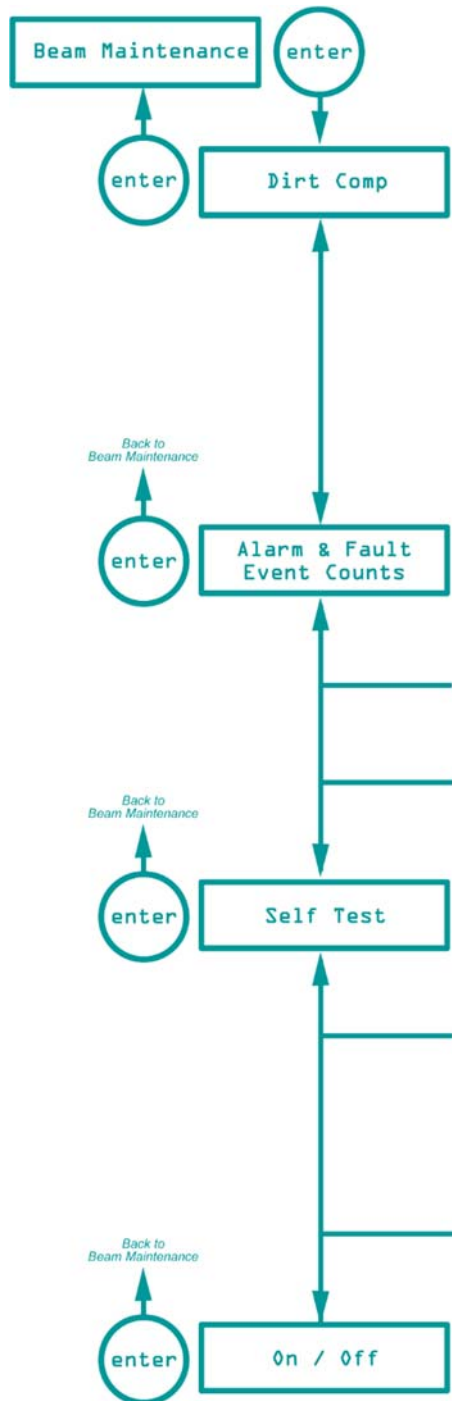 Beam Maintenance
enter
enter
Dirt Comp
Back to
Beam Maintenance
enter
Alarm & Fault
Event Counts
Back to
Beam Maintenance
enter
Self Test
Back to
Beam Maintenance
enter
On / Off